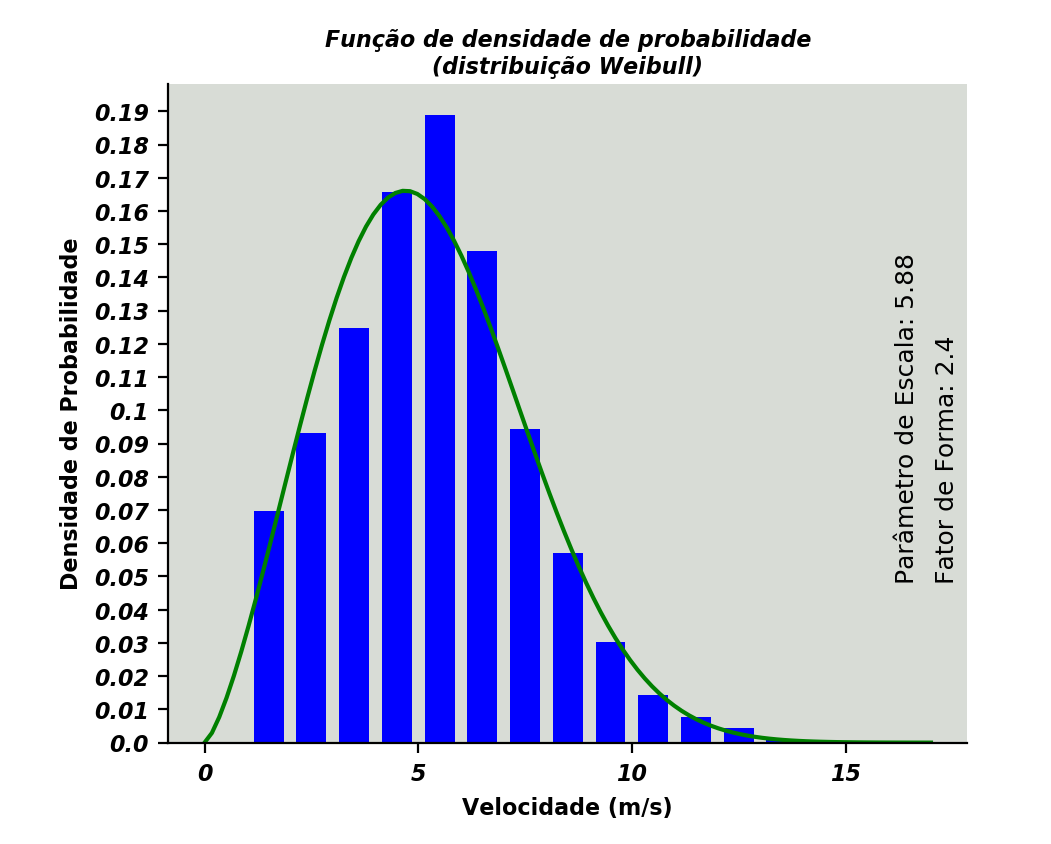 Função de densidade de probabilidade
(distribuição Weibull)
Densidade de Probabilidade
0.19
0.18
0.17
0.16
0.15
0.14
0.13
0.12
0.11
0.1
0.09
0.08
0.07
0.06
0.05
0.04
0.03
0.02
0.01
0.0
Parâmetro de Escala: 5.88
Fator de Forma: 2.4
0 5 10 15
Velocidade (m/s)